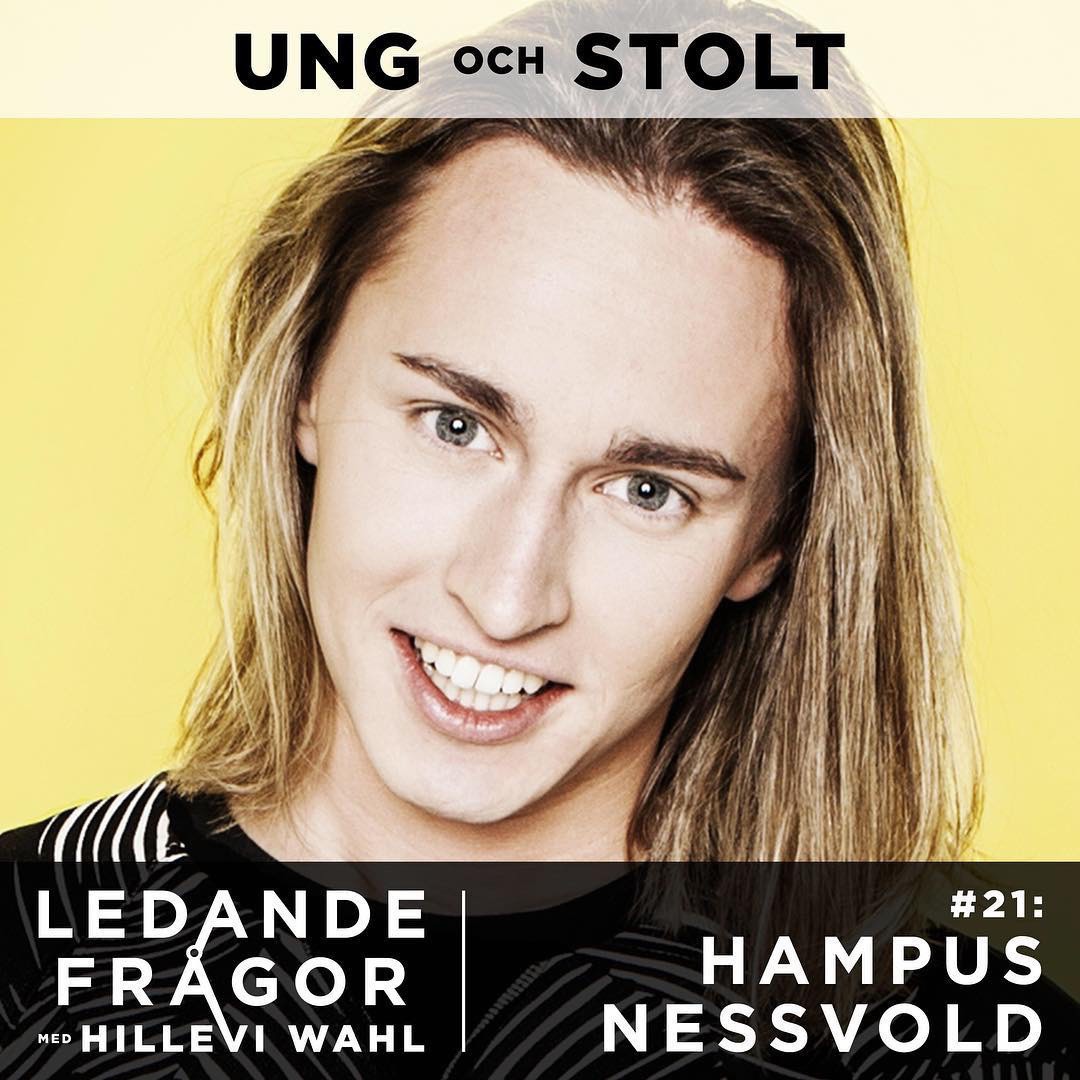 UNG OCH STOLT
LEDANDE
FRÅGOR
MED HILLEVI WAHL
#21:
HAMPUS
NESSVOLD